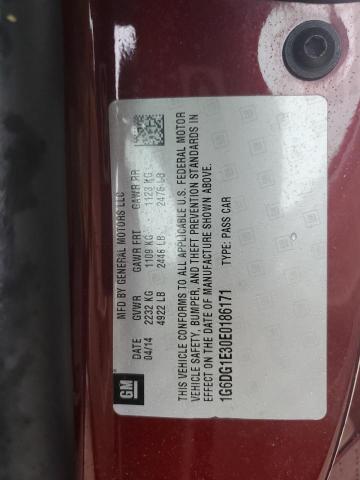 GM
MFD BY GENERAL MOTORS LLC
DATE GVWR GAWR FRT GAWR RR
04/14 2232 KG 1109 KG 1123 KG
4922 LB 2446 LB 2476 LB
THIS VEHICLE CONFORMS TO ALL APPLICABLE U.S. FEDERAL MOTOR
VEHICLE SAFETY, BUMPER, AND THEFT PREVENTION STANDARDS IN
EFFECT ON THE DATE OF MANUFACTURE SHOWN ABOVE.
1G6DG1E30E0186171 TYPE: PASS CAR